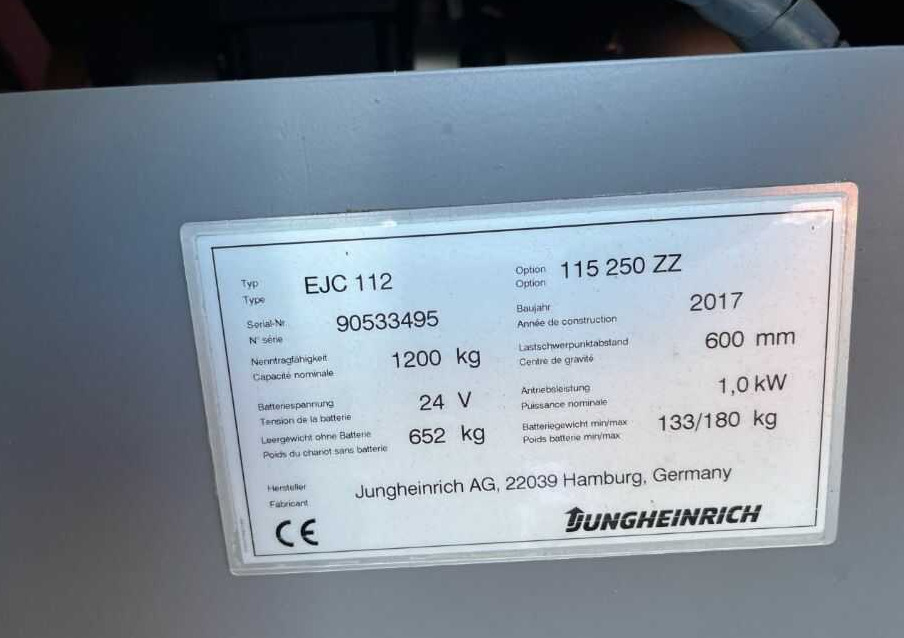 Typ
Type
EJC 112
Option
Option
115 250 ZZ
Serial-Nr
N° série
90533495
Baujahr
Année de construction
2017
Nenntragfähigkeit
Capacité nominale
1200 kg
Lastschwerpunktabstand
Centre de gravité
600 mm
Batteriespannung
Tension de la batterie
24 V
Antriebsleistung
Puissance nominale
1,0 kW
Leergewicht ohne Batterie
Poids du chariot sans batterie
652 kg
Batteriegewicht min/max
Poids batterie min/max
133/180 kg
Hersteller
Fabricant
Jungheinrich AG, 22039 Hamburg, Germany
CE
JUNGHEINRICH